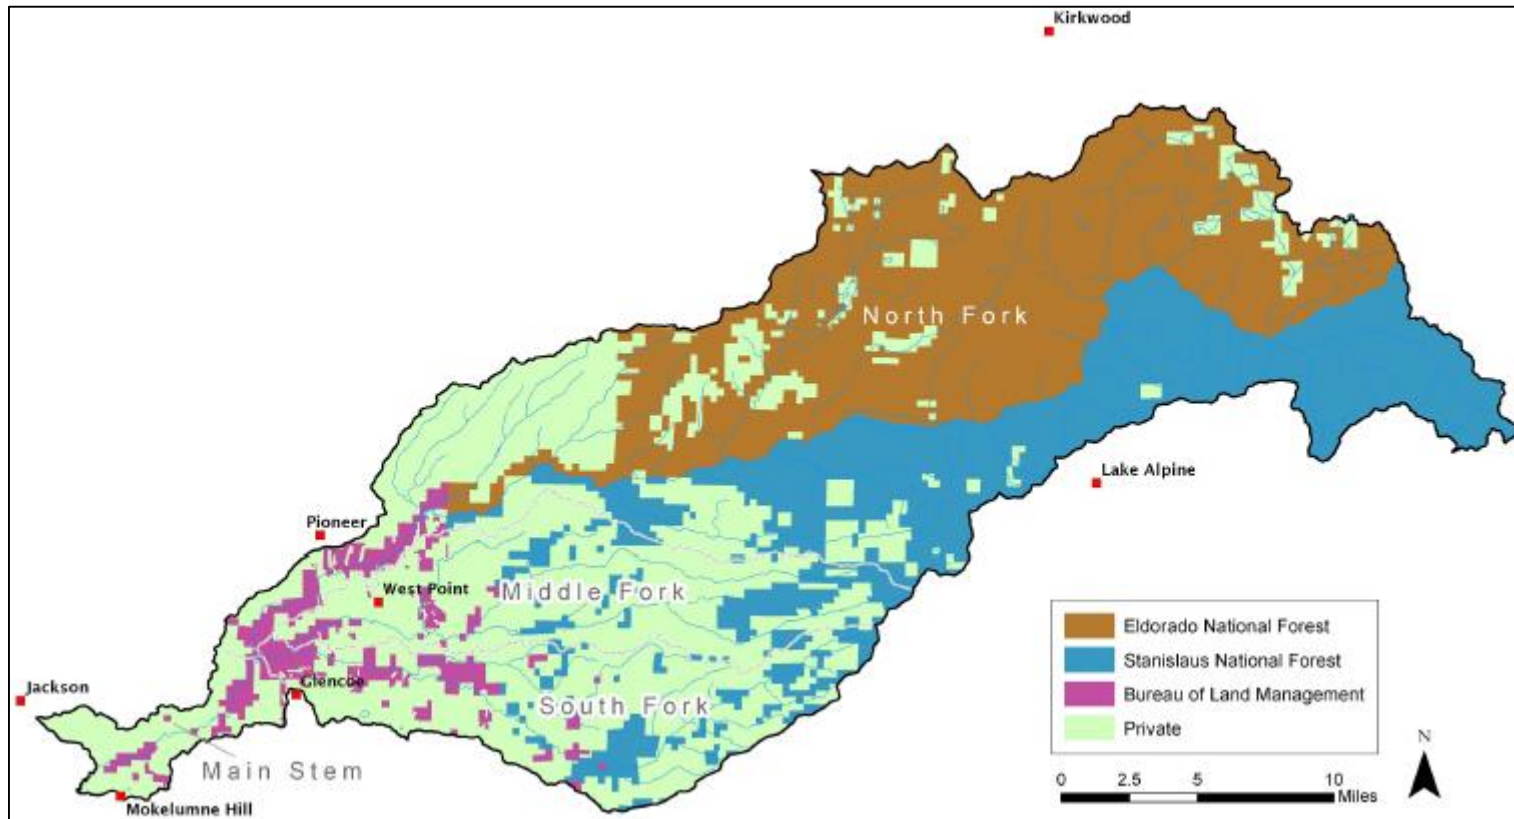 Kirkwood
North Fork
Lake Alpine
Pioneer
West Point
Middle Fork
Jackson
Glencoe
South Fork
Main Stem
Mokelumne Hill
Eldorado National Forest
Stanislaus National Forest
Bureau of Land Management
Private
N
0 2.5 5 10
Miles